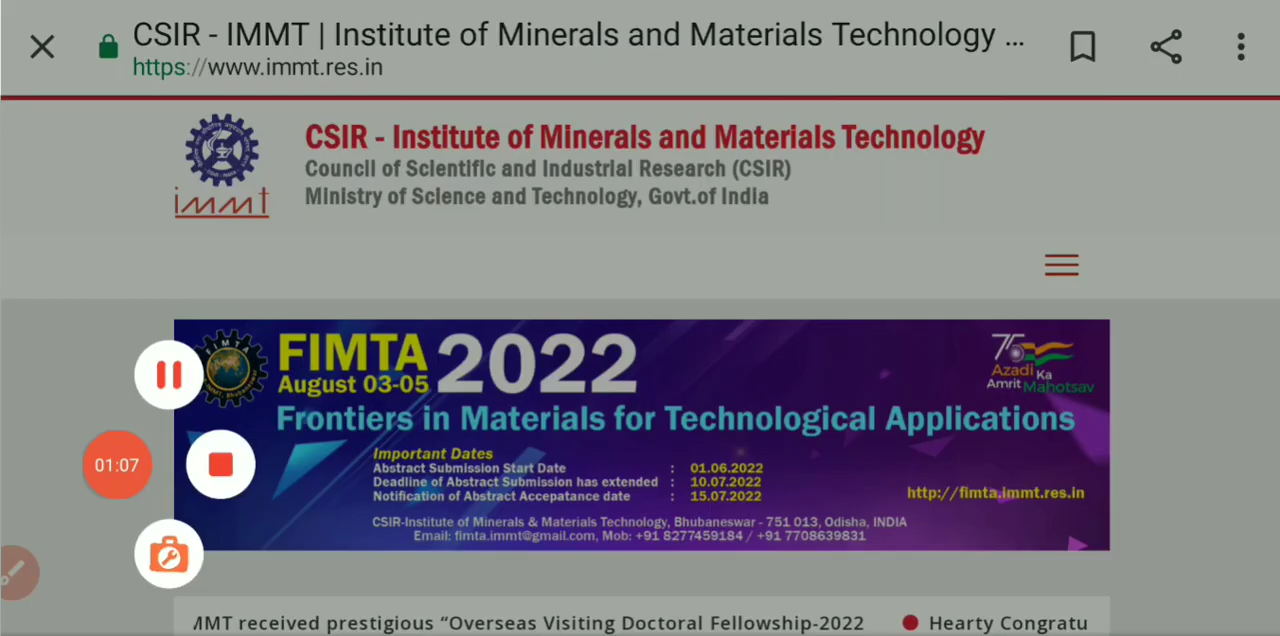 CSIR - IMMT | Institute of Minerals and Materials Technology ...
https://www.immt.res.in
CSIR - Institute of Minerals and Materials Technology
Council of Scientific and Industrial Research (CSIR)
Ministry of Science and Technology, Govt.of India
immt
FIMTA 2022
August 03-05
Frontiers in Materials for Technological Applications
75
Azadi Ka
Amrit Mahotsav
FIMTA
Important Dates
Abstract Submission Start Date : 01.06.2022
Deadline of Abstract Submission has extended : 10.07.2022
Notification of Abstract Accepatance date : 15.07.2022
http://fimta.immt.res.in
CSIR-Institute of Minerals & Materials Technology, Bhubaneswar - 751 013, Odisha, INDIA
Email: fimta.immt@gmail.com, Mob: +91 8277459184 / +91 7708639831
01:07
MMT received prestigious “Overseas Visiting Doctoral Fellowship-2022
Hearty Congratu